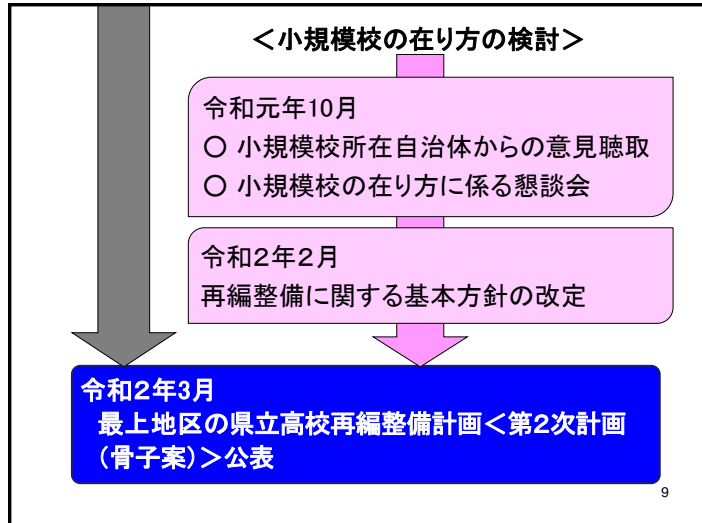 ＜小規模校の在り方の検討＞
令和元年10月
○ 小規模校所在自治体からの意見聴取
○ 小規模校の在り方に係る懇談会
令和２年２月
再編整備に関する基本方針の改定
令和２年3月
最上地区の県立高校再編整備計画＜第２次計画
（骨子案）＞公表
9